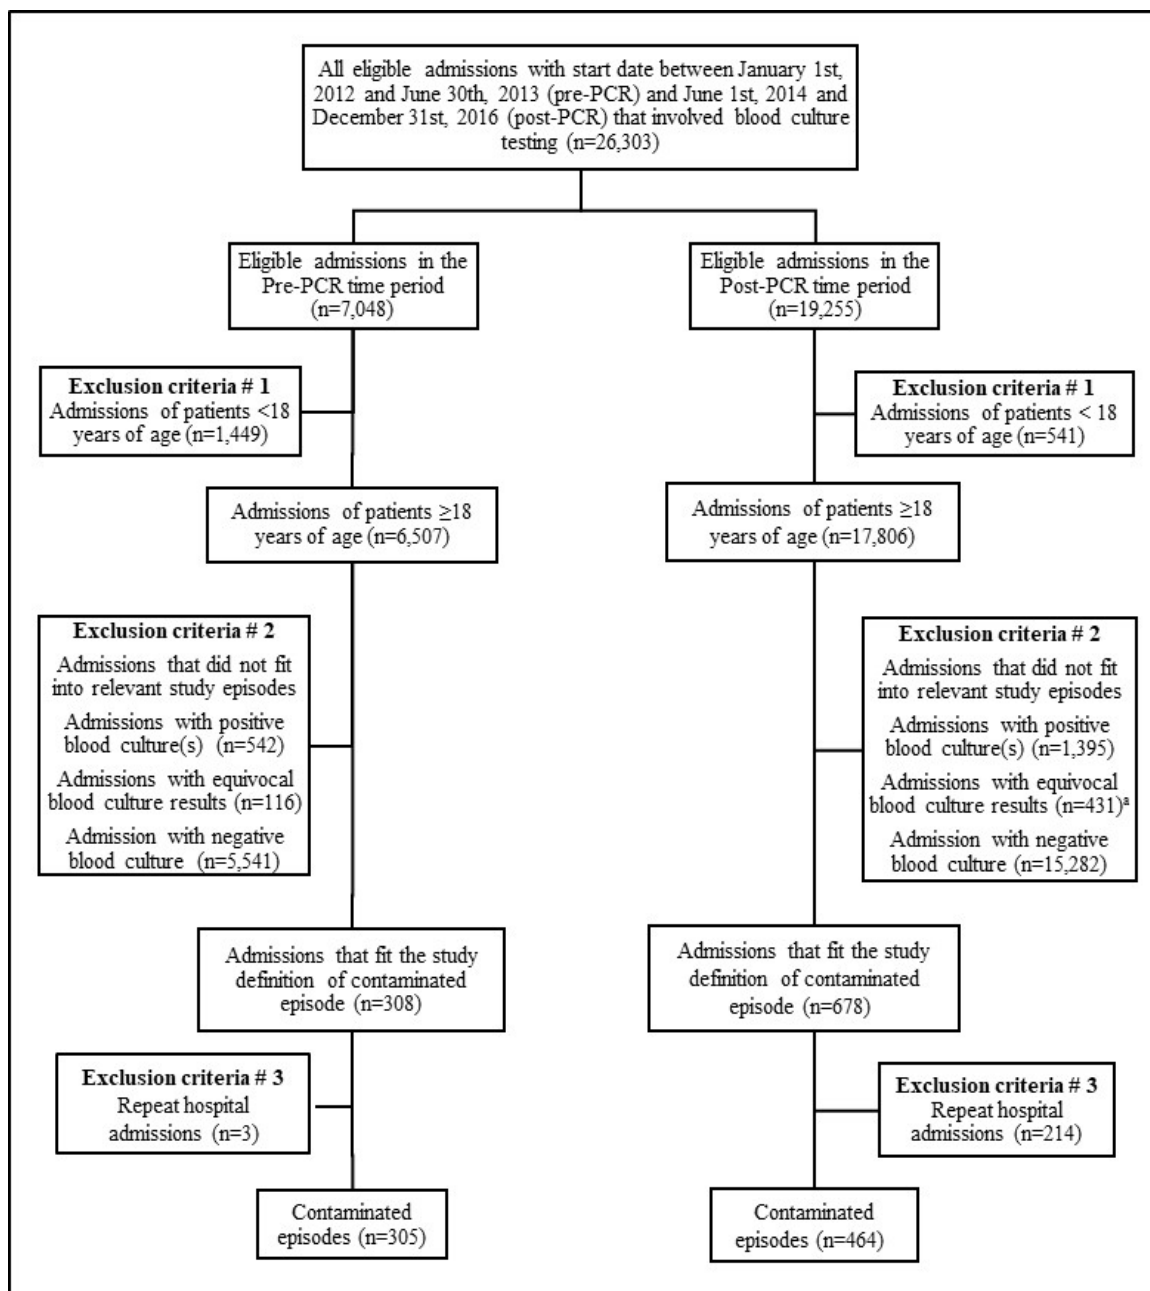 All eligible admissions with start date between January 1st,
2012 and June 30th, 2013 (pre-PCR) and June 1st, 2014 and
December 31st, 2016 (post-PCR) that involved blood culture
testing (n=26,303)
Eligible admissions in the
Pre-PCR time period
(n=7,048)
Eligible admissions in the
Post-PCR time period
(n=19,255)
Exclusion criteria # 1
Admissions of patients <18
years of age (n=1,449)
Exclusion criteria # 1
Admissions of patients < 18
years of age (n=541)
Admissions of patients ≥18
years of age (n=6,507)
Admissions of patients ≥18
years of age (n=17,806)
Exclusion criteria # 2
Admissions that did not fit
into relevant study episodes
Admissions with positive
blood culture(s) (n=542)
Admissions with equivocal
blood culture results (n=116)
Admission with negative
blood culture (n=5,541)
Exclusion criteria # 2
Admissions that did not fit
into relevant study episodes
Admissions with positive
blood culture(s) (n=1,395)
Admissions with equivocal
blood culture results (n=431)ª
Admission with negative
blood culture (n=15,282)
Admissions that fit the study
definition of contaminated
episode (n=308)
Admissions that fit the study
definition of contaminated
episode (n=678)
Exclusion criteria # 3
Repeat hospital
admissions (n=3)
Exclusion criteria # 3
Repeat hospital
admissions (n=214)
Contaminated
episodes (n=305)
Contaminated
episodes (n=464)